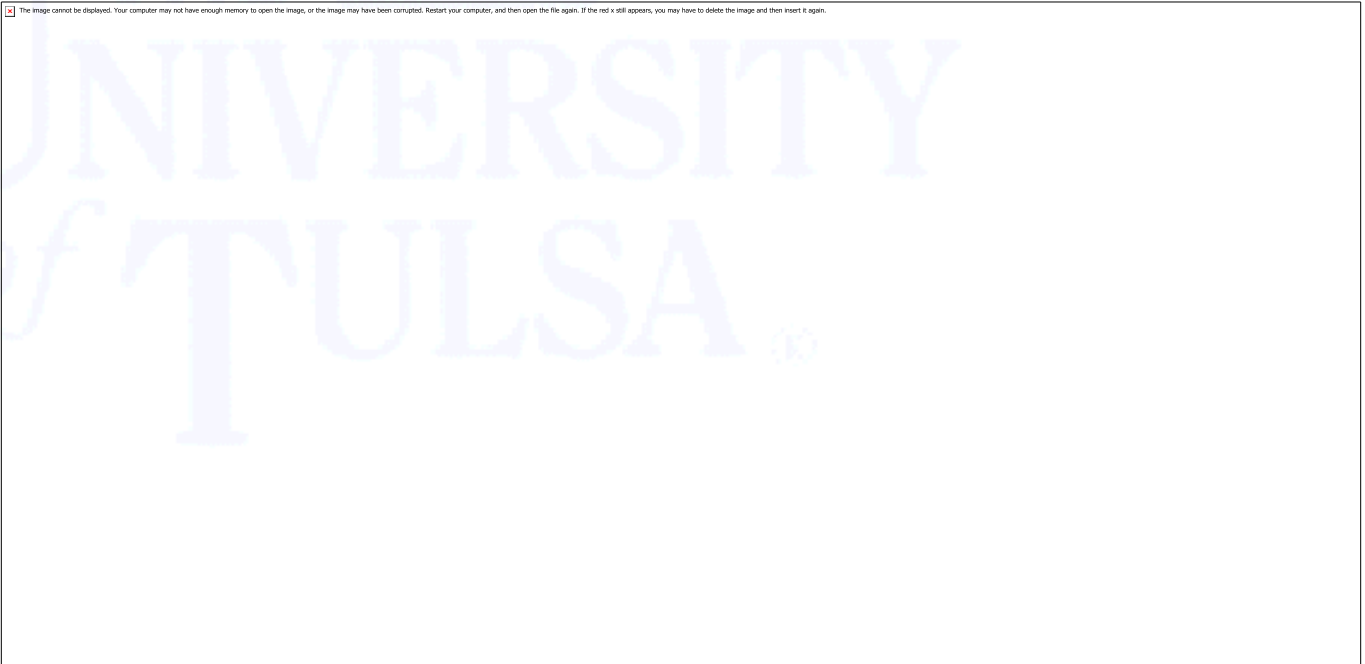 The image cannot be displayed. Your computer may not have enough memory to open the image, or the image may have been corrupted. Restart your computer, and then open the file again. If the red x still appears, you may have to delete the image and then insert it again.
UNIVERSITY
of TULSA ®